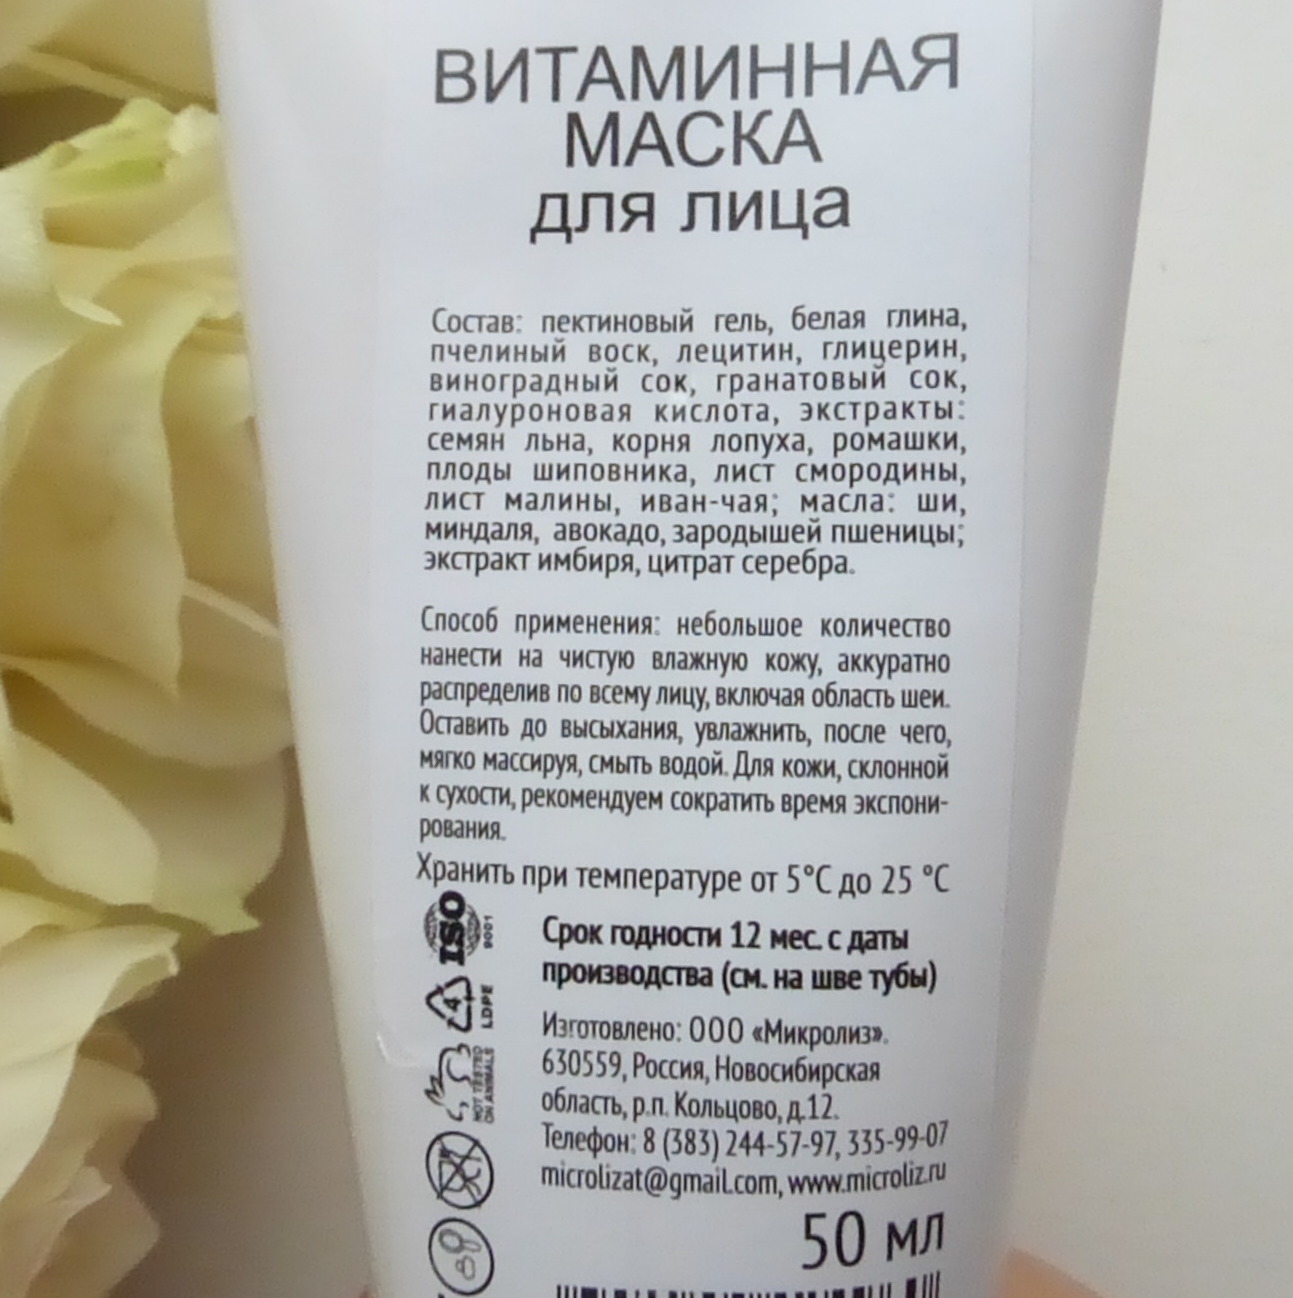 ВИТАМИННАЯ
МАСКА
для лица
Состав: пектиновый гель, белая глина,
пчелиный воск, лецитин, глицерин,
виноградный сок, гранатовый сок,
гиалуроновая кислота, экстракты:
семян льна, корня лопуха, ромашки,
плоды шиповника, лист смородины,
лист малины, иван-чая; масла: ши,
миндаля, авокадо, зародышей пшеницы;
экстракт имбиря, цитрат серебра.
Способ применения: небольшое количество
нанести на чистую влажную кожу, аккуратно
распределив по всему лицу, включая область шеи.
Оставить до высыхания, увлажнить, после чего,
мягко массируя, смыть водой. Для кожи, склонной
к сухости, рекомендуем сократить время экспони-
рования.
Хранить при температуре от 5°C до 25 °C
ISO
9001
4
LDPE
NOT TESTED
ON ANIMALS
Срок годности 12 мес. с даты
производства (см. на шве тубы)
Изготовлено: ООО «Микролиз».
630559, Россия, Новосибирская
область, р.п. Кольцово, д.12.
Телефон: 8 (383) 244-57-97, 335-99-07
microlizat@gmail.com, www.microliz.ru
50 мл